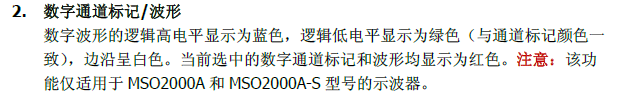 2. 数字通道标记/波形
数字波形的逻辑高电平显示为蓝色，逻辑低电平显示为绿色（与通道标记颜色一
致），边沿呈白色。当前选中的数字通道标记和波形均显示为红色。注意：该功
能仅适用于 MSO2000A 和 MSO2000A-S 型号的示波器。